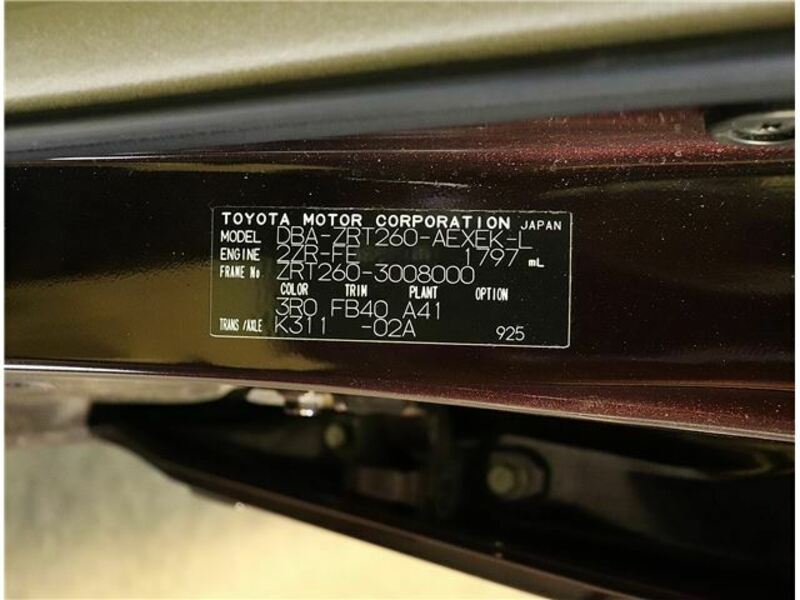 TOYOTA MOTOR CORPORATION JAPAN
MODEL DBA-ZRT260-AEXEK-L
ENGINE 2ZR-FE 1797 mL
FRAME No ZRT260-3008000
COLOR TRIM PLANT OPTION
3R0 FB40 A41
TRANS/AXLE K311 -02A 925